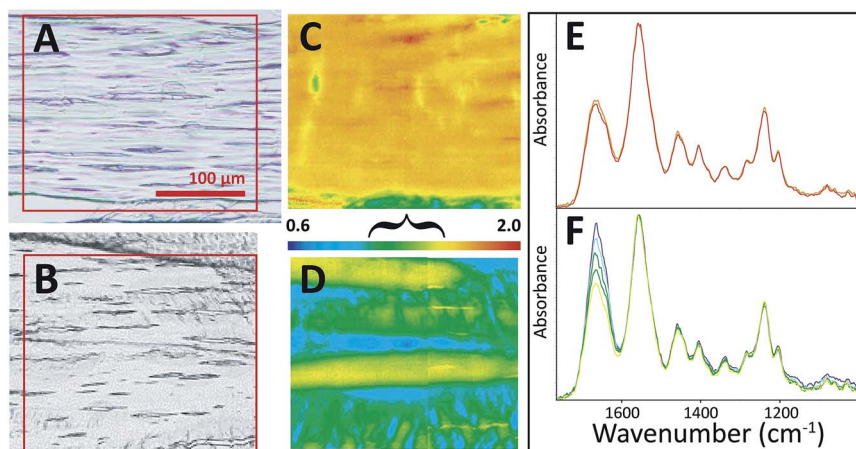 A
100 µm
B
C
0.6
2.0
D
E
Absorbance
F
Absorbance
1600
1400
1200
Wavenumber (cm⁻¹)